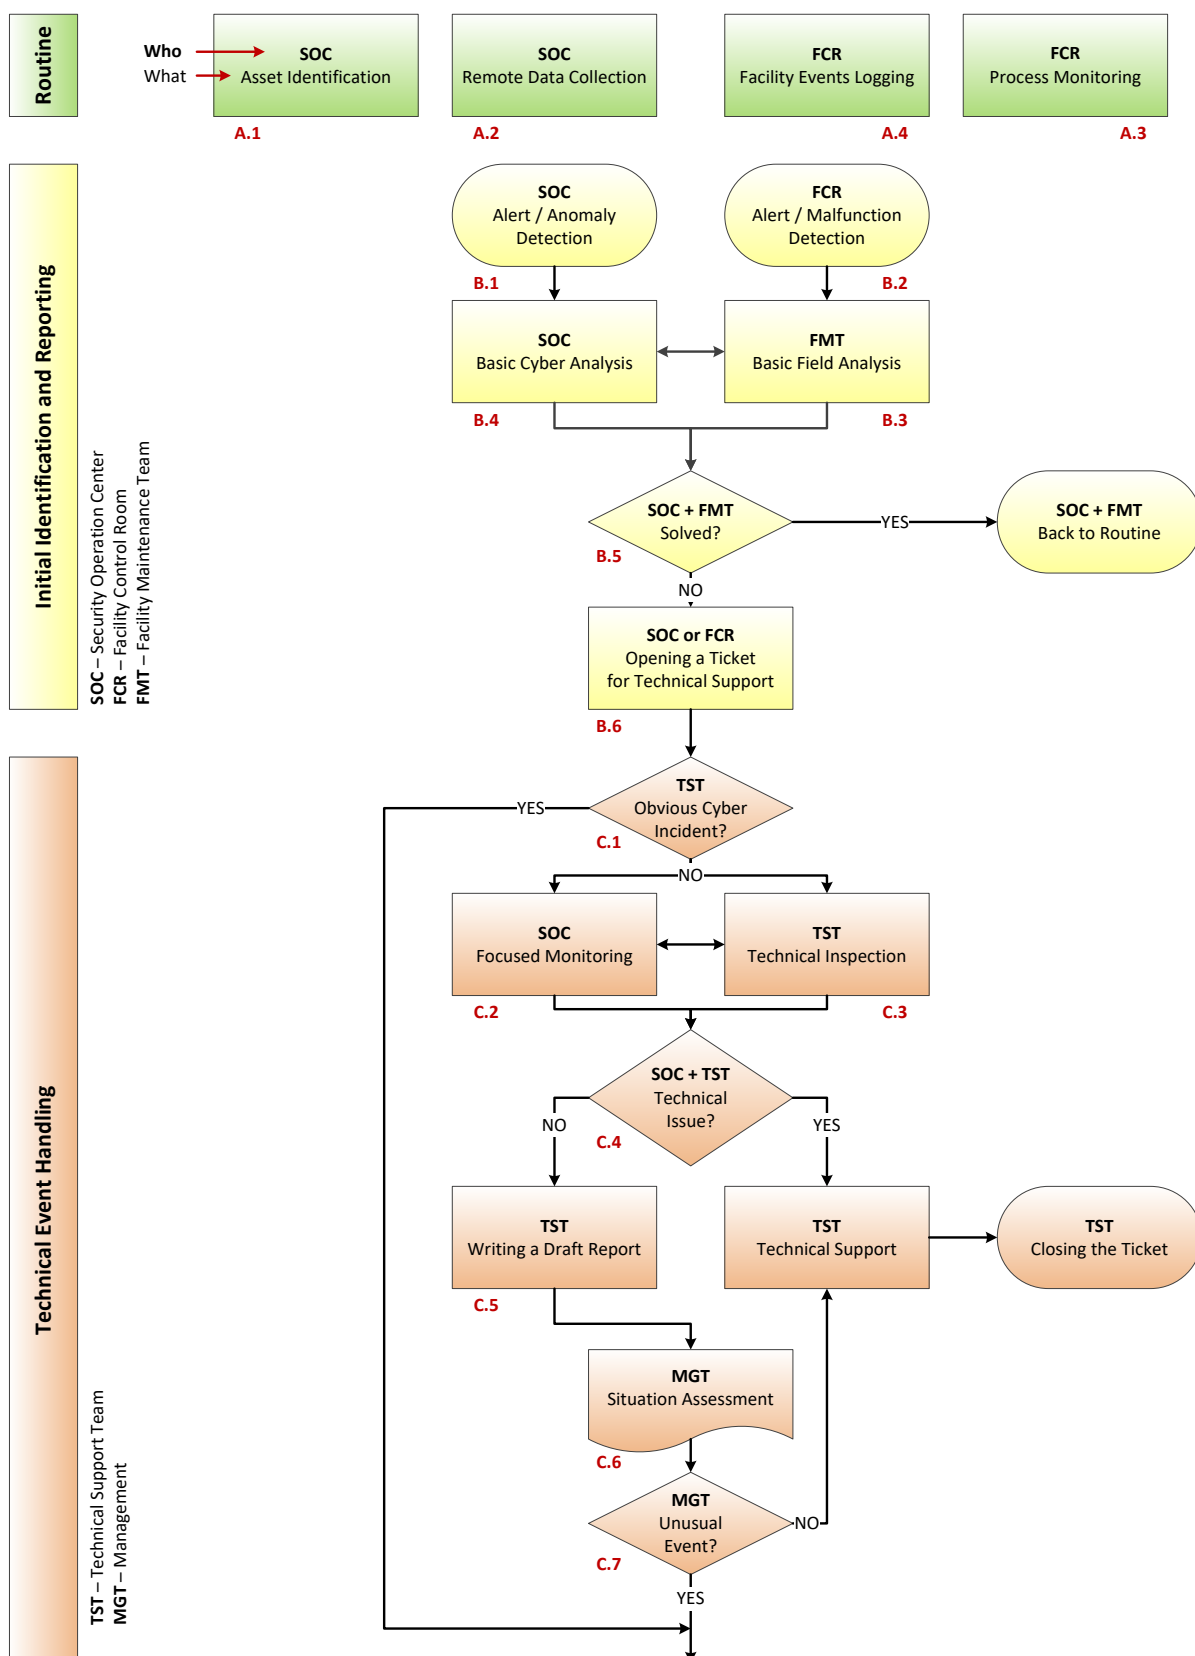 Routine
Who
What
SOC
Asset Identification
A.1
SOC
Remote Data Collection
A.2
FCR
Facility Events Logging
A.4
FCR
Process Monitoring
A.3
Initial Identification and Reporting
SOC – Security Operation Center
FCR – Facility Control Room
FMT – Facility Maintenance Team
SOC
Alert / Anomaly
Detection
B.1
FCR
Alert / Malfunction
Detection
B.2
SOC
Basic Cyber Analysis
B.4
FMT
Basic Field Analysis
B.3
SOC + FMT
Solved?
B.5
YES
SOC + FMT
Back to Routine
NO
SOC or FCR
Opening a Ticket
for Technical Support
B.6
Technical Event Handling
TST – Technical Support Team
MGT – Management
TST
Obvious Cyber
Incident?
C.1
YES
NO
SOC
Focused Monitoring
C.2
TST
Technical Inspection
C.3
SOC + TST
Technical
Issue?
C.4
NO
YES
TST
Writing a Draft Report
C.5
TST
Technical Support
TST
Closing the Ticket
MGT
Situation Assessment
C.6
MGT
Unusual
Event?
C.7
NO
YES